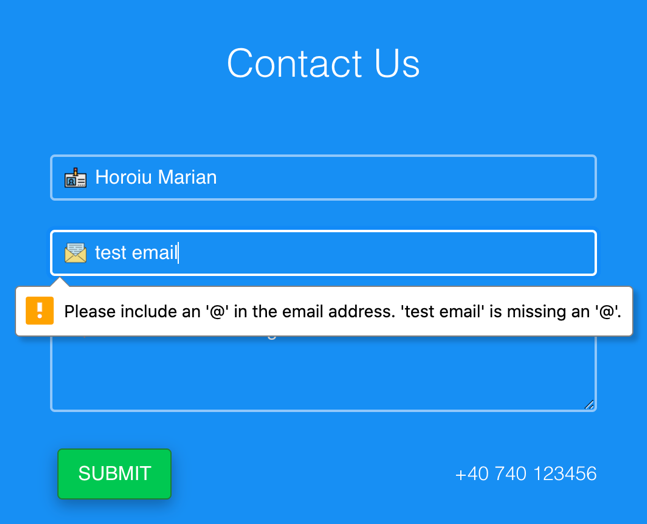 Contact Us
Horoiu Marian
test email
Please include an '@' in the email address. 'test email' is missing an '@'.
SUBMIT
+40 740 123456